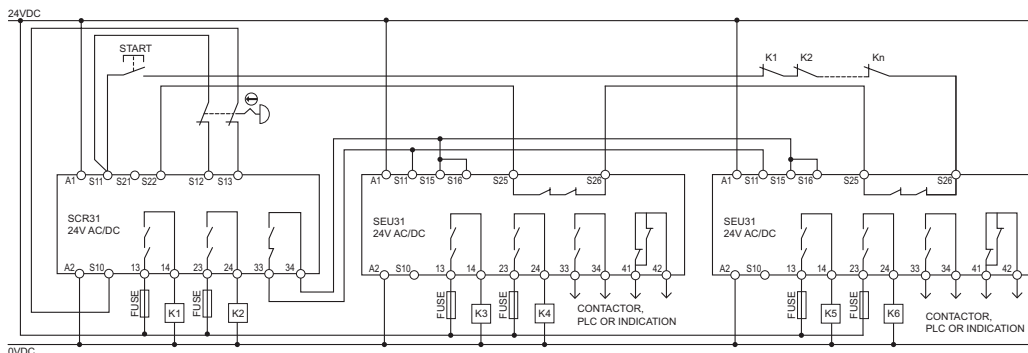 24VDC
START
K1 K2 Kn
A1 S11 S21 S22 S12 S13
A1 S11 S15 S16 S25 S26
A1 S11 S15 S16 S25 S26
SCR31
24V AC/DC
SEU31
24V AC/DC
SEU31
24V AC/DC
A2 S10 13 14 23 24 33 34
A2 S10 13 14 23 24 33 34 41 42
A2 S10 13 14 23 24 33 34 41 42
FUSE K1 FUSE K2
FUSE K3 FUSE K4
CONTACTOR,
PLC OR INDICATION
FUSE K5 FUSE K6
CONTACTOR,
PLC OR INDICATION
0VDC